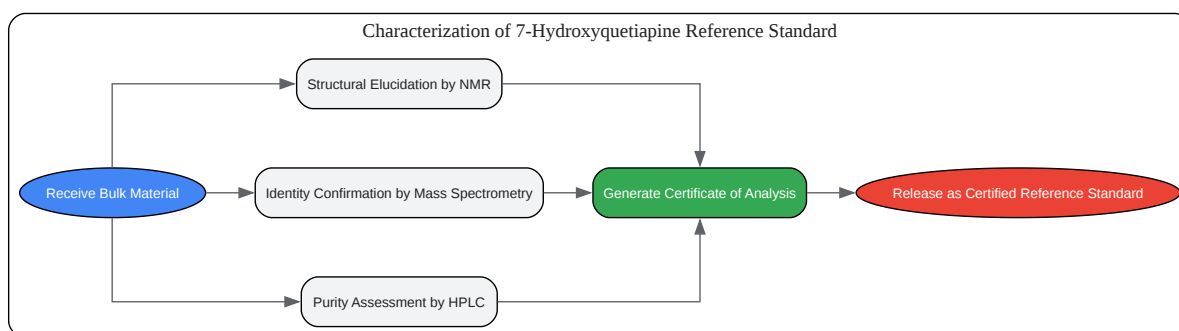 Characterization of 7-Hydroxyquetiapine Reference Standard
Structural Elucidation by NMR
Receive Bulk Material
Identity Confirmation by Mass Spectrometry
Generate Certificate of Analysis
Release as Certified Reference Standard
Purity Assessment by HPLC